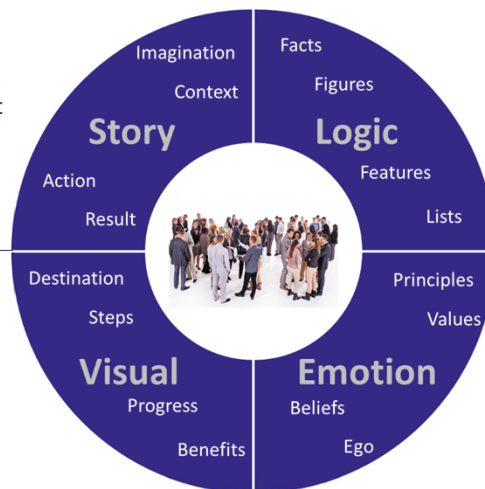 Imagination
Context
Story
Action
Result
Facts
Figures
Logic
Features
Lists
Destination
Steps
Visual
Progress
Benefits
Principles
Values
Emotion
Beliefs
Ego